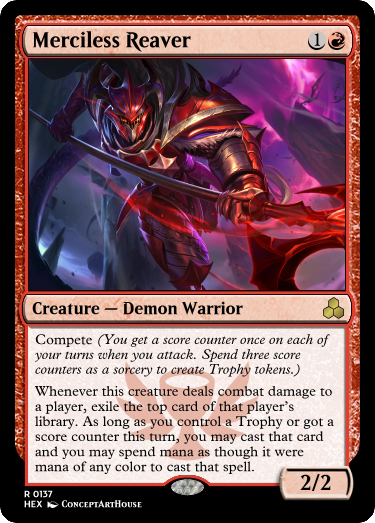 Merciless Reaver
1
Creature — Demon Warrior
Compete (You get a score counter once on each of
your turns when you attack. Spend three score
counters as a sorcery to create Trophy tokens.)
Whenever this creature deals combat damage to
a player, exile the top card of that player's
library. As long as you control a Trophy or got a
score counter this turn, you may cast that card
and you may spend mana as though it were
mana of any color to cast that spell.
2/2
R 0137
HEX ConceptArtHouse